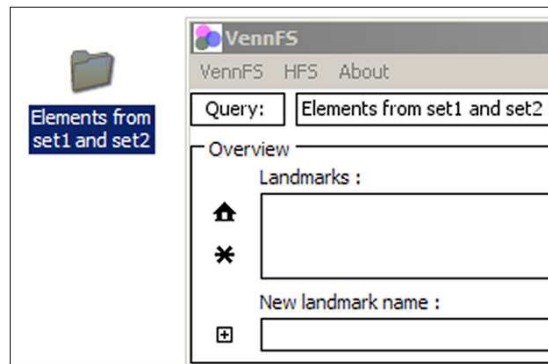 Elements from
set1 and set2
VennFS
VennFS HFS About
Query: Elements from set1 and set2
Overview
Landmarks :
New landmark name :